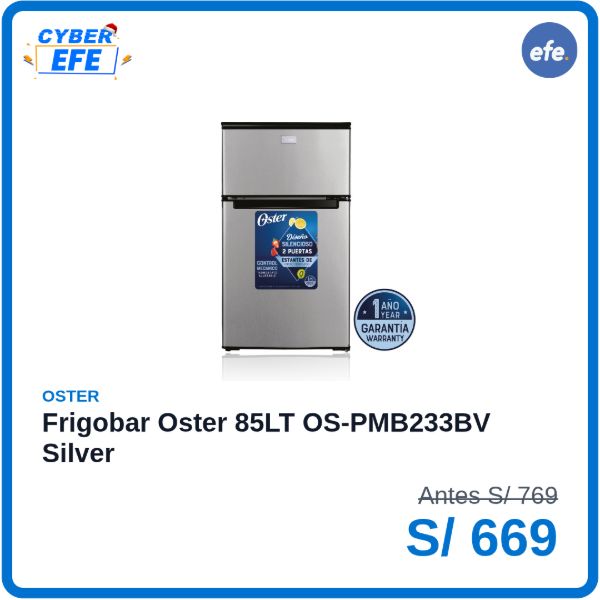 CYBER
EFE
efe.
Oster
Diseño
SILENCIOSO
2 PUERTAS
ESTANTES DE
CONTROL
MECÁNICO
1 AÑO
YEAR
GARANTÍA
WARRANTY
OSTER
Frigobar Oster 85LT OS-PMB233BV
Silver
Antes S/ 769
S/ 669